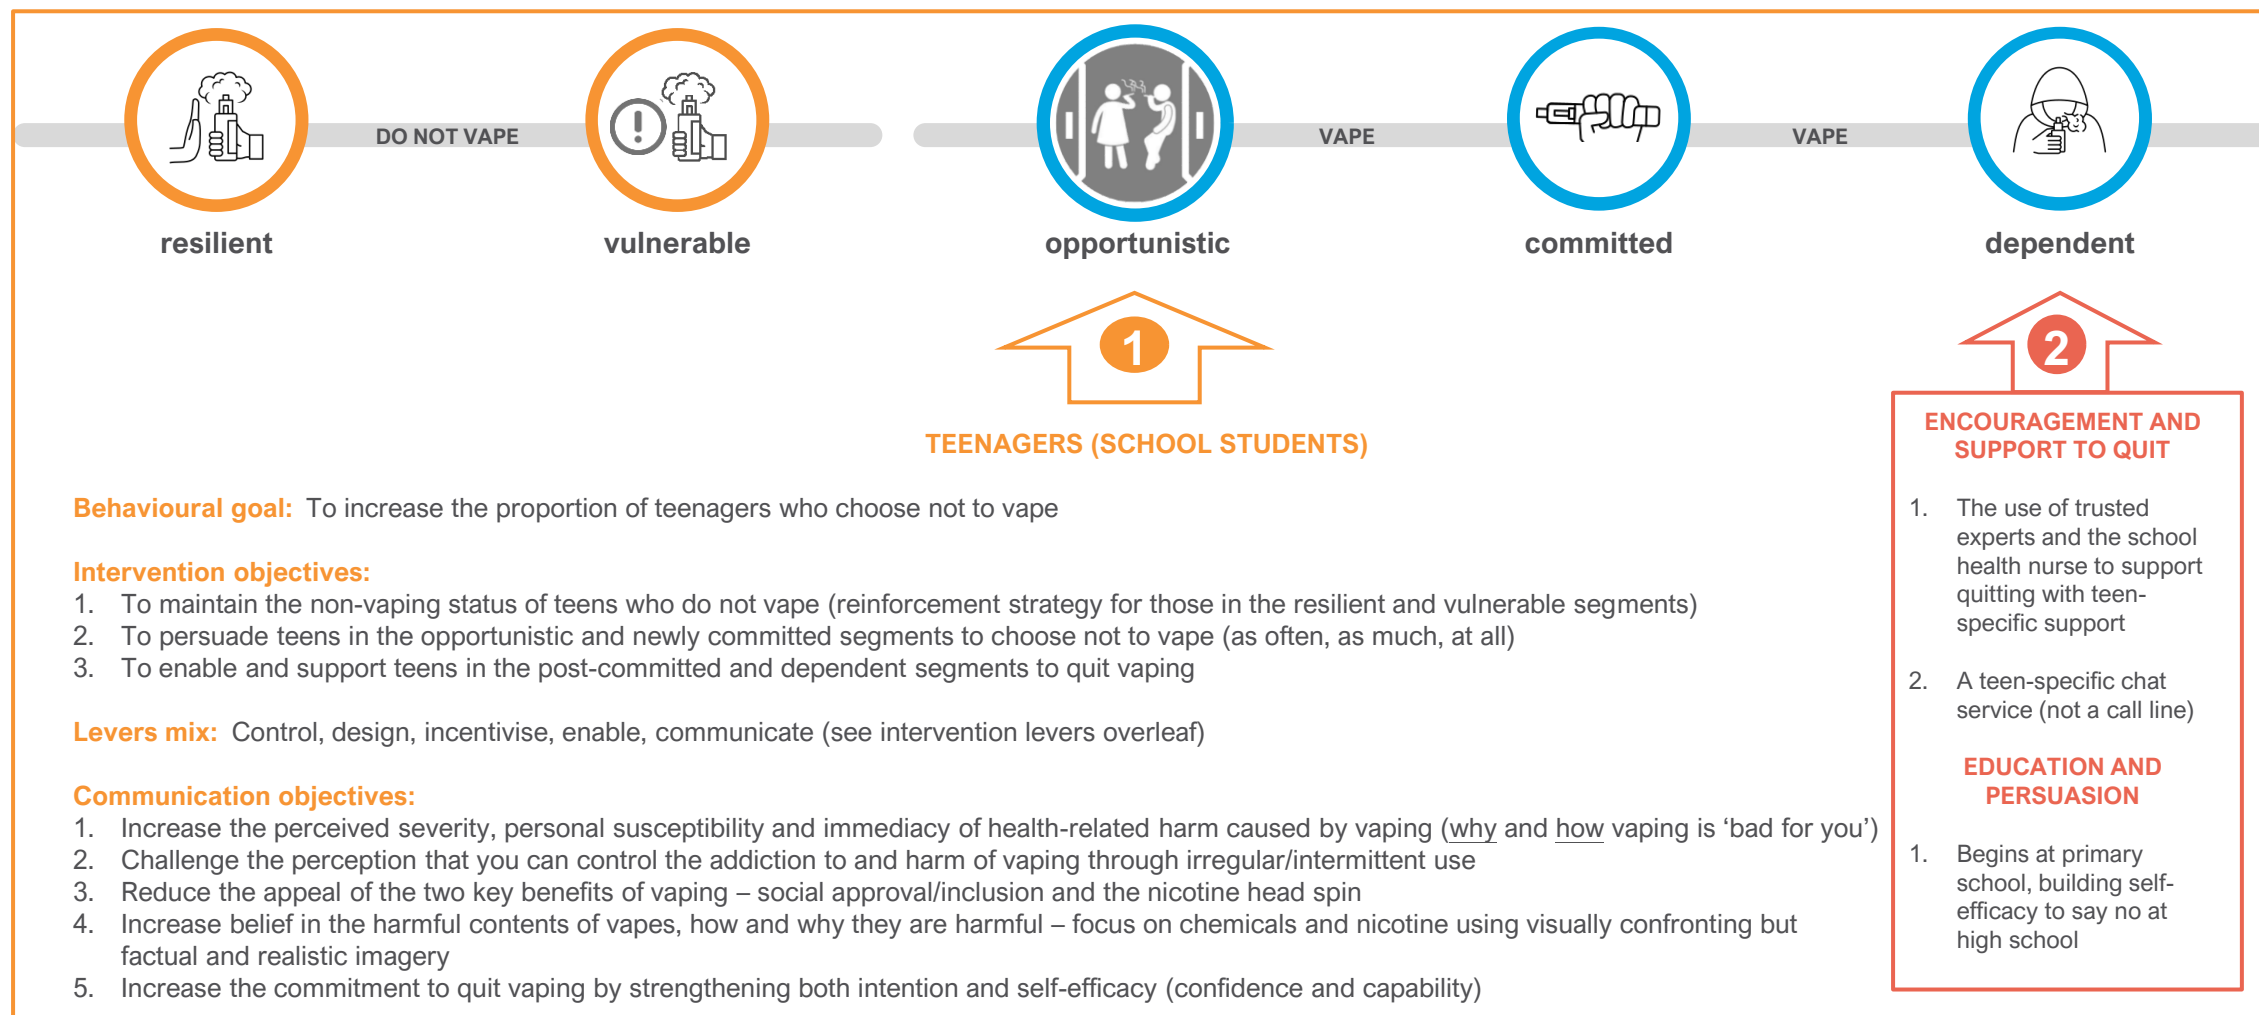 DO NOT VAPE
VAPE
VAPE
resilient
vulnerable
opportunistic
committed
dependent
1
2
TEENAGERS (SCHOOL STUDENTS)
Behavioural goal: To increase the proportion of teenagers who choose not to vape
Intervention objectives:
1. To maintain the non-vaping status of teens who do not vape (reinforcement strategy for those in the resilient and vulnerable segments)
2. To persuade teens in the opportunistic and newly committed segments to choose not to vape (as often, as much, at all)
3. To enable and support teens in the post-committed and dependent segments to quit vaping
Levers mix: Control, design, incentivise, enable, communicate (see intervention levers overleaf)
Communication objectives:
1. Increase the perceived severity, personal susceptibility and immediacy of health-related harm caused by vaping (why and how vaping is ‘bad for you’)
2. Challenge the perception that you can control the addiction to and harm of vaping through irregular/intermittent use
3. Reduce the appeal of the two key benefits of vaping – social approval/inclusion and the nicotine head spin
4. Increase belief in the harmful contents of vapes, how and why they are harmful – focus on chemicals and nicotine using visually confronting but
factual and realistic imagery
5. Increase the commitment to quit vaping by strengthening both intention and self-efficacy (confidence and capability)
ENCOURAGEMENT AND
SUPPORT TO QUIT
1. The use of trusted
experts and the school
health nurse to support
quitting with teen-
specific support
2. A teen-specific chat
service (not a call line)
EDUCATION AND
PERSUASION
1. Begins at primary
school, building self-
efficacy to say no at
high school